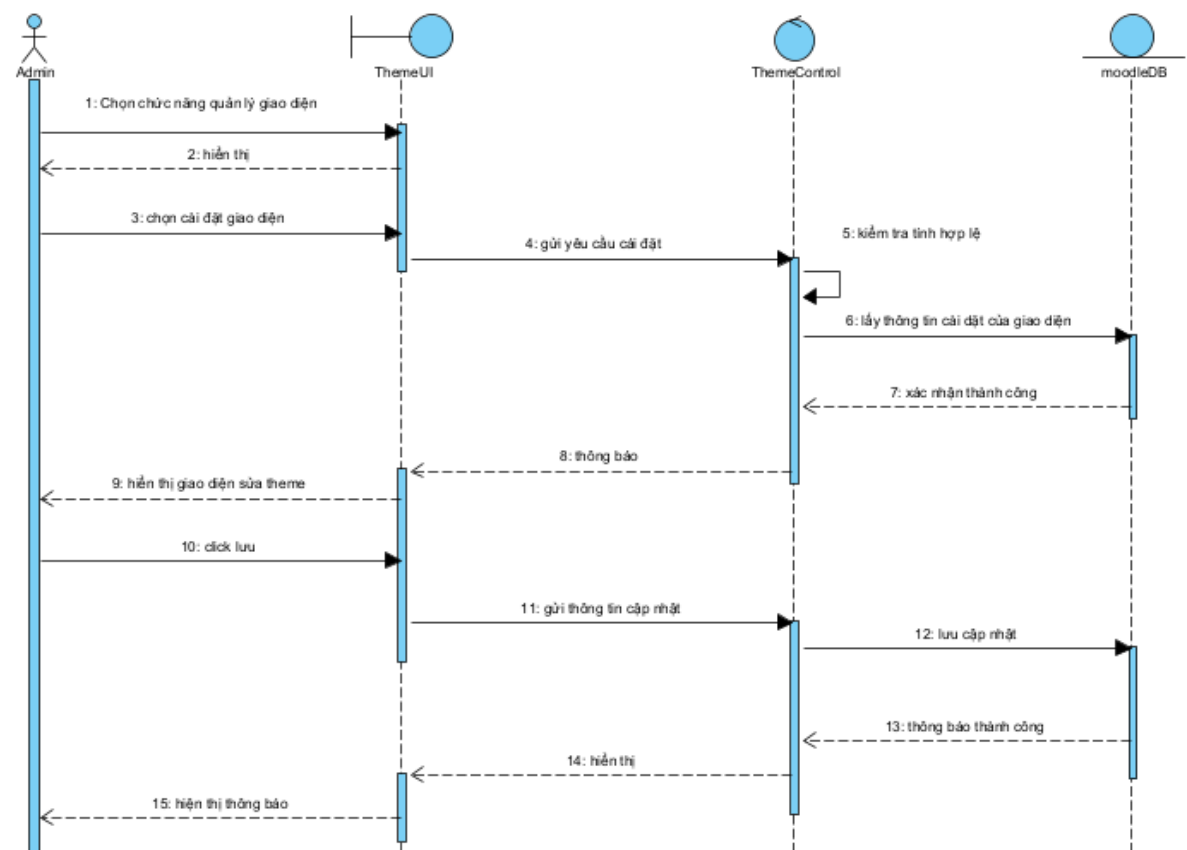 Admin
ThemeUI
ThemeControl
moodleDB
1: Chọn chức năng quản lý giao diện
2: hiển thị
3: chọn cài đặt giao diện
4: gửi yêu cầu cài đặt
5: kiểm tra tính hợp lệ
6: lấy thông tin cài dặt của giao diện
7: xác nhận thành công
8: thông báo
9: hiển thị giao diện sửa theme
10: click lưu
11: gửi thông tin cập nhật
12: lưu cập nhật
13: thông báo thành công
14: hiển thị
15: hiện thị thông báo